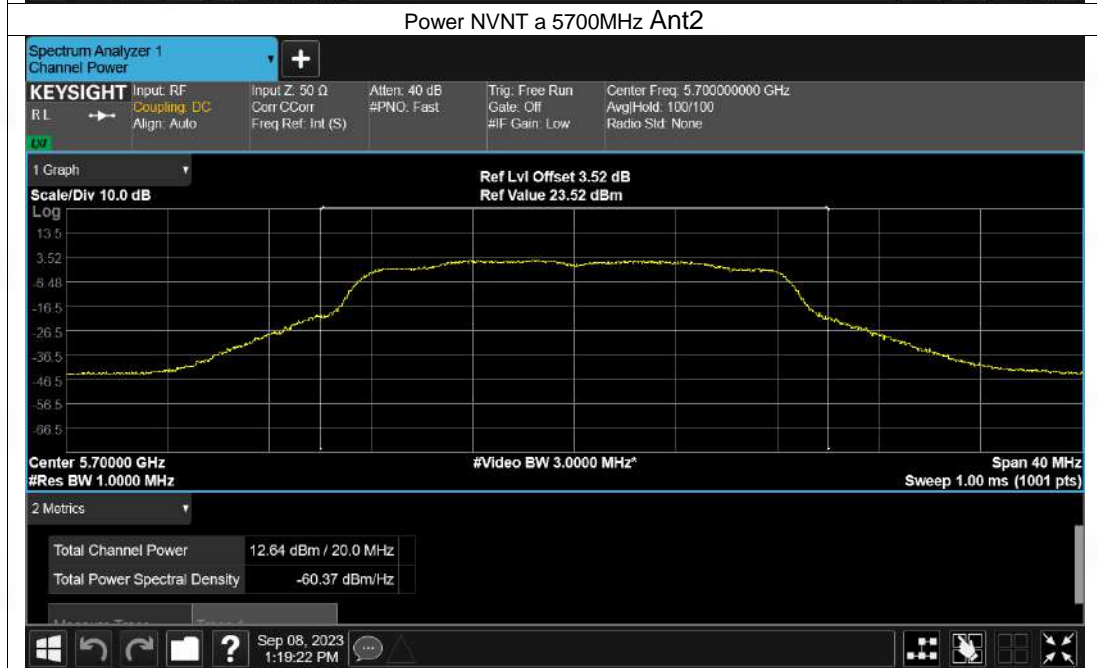 Power NVNT a 5700MHz Ant2
Spectrum Analyzer 1
Channel Power
KEYSIGHT
RL
LXI
Input: RF
Coupling: DC
Align: Auto
Input Z: 50 Ω
Corr CCorr
Freq Ref: Int (S)
Atten: 40 dB
#PNO: Fast
Trig: Free Run
Gate: Off
#IF Gain: Low
Center Freq: 5.700000000 GHz
Avg|Hold: 100/100
Radio Std: None
1 Graph
Scale/Div 10.0 dB
Ref Lvl Offset 3.52 dB
Ref Value 23.52 dBm
Log
13.5
3.52
-6.48
-16.5
-26.5
-36.5
-46.5
-56.5
-66.5
Center 5.70000 GHz
#Res BW 1.0000 MHz
#Video BW 3.0000 MHz*
Span 40 MHz
Sweep 1.00 ms (1001 pts)
2 Metrics
Total Channel Power 12.64 dBm / 20.0 MHz
Total Power Spectral Density -60.37 dBm/Hz
?
Sep 08, 2023
1:19:22 PM